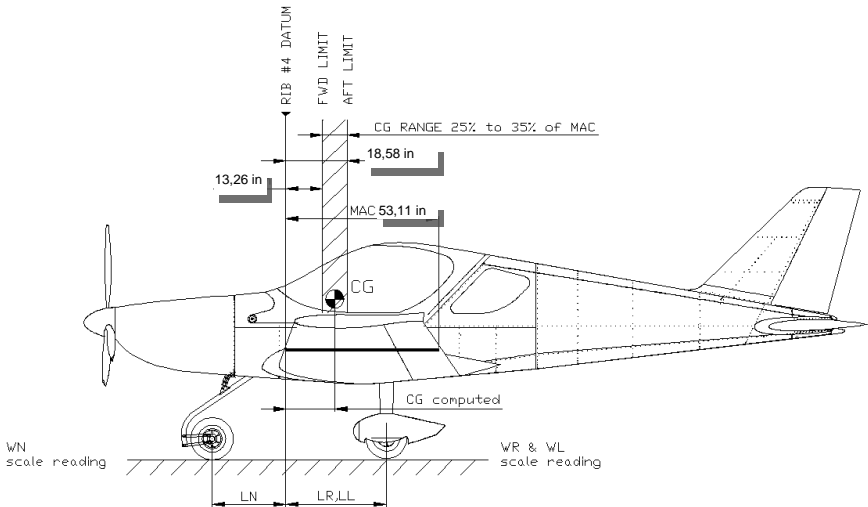 RIB #4 DATUM
FWD LIMIT
AFT LIMIT
CG RANGE 25% to 35% of MAC
18,58 in
13,26 in
MAC 53,11 in
CG
CG computed
WN
scale reading
WR & WL
scale reading
LN
LR,LL